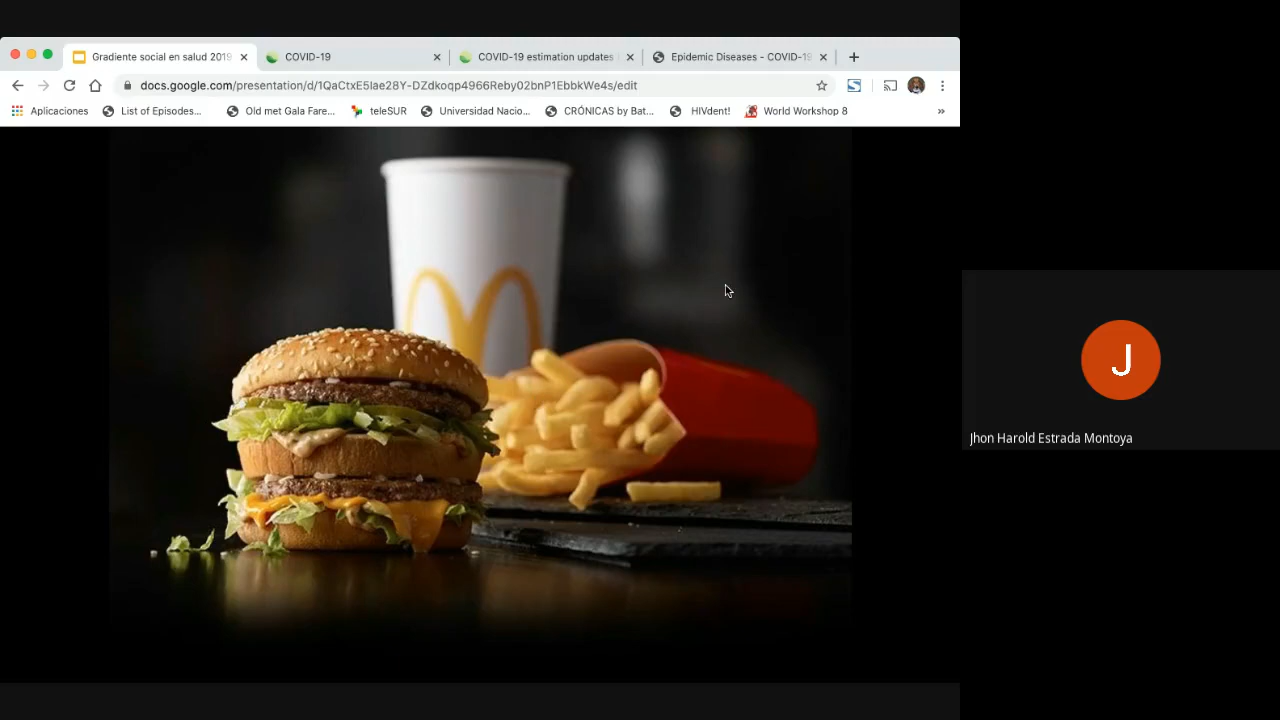 Gradiente social en salud 2019
COVID-19
COVID-19 estimation updates
Epidemic Diseases - COVID-19
docs.google.com/presentation/d/1QaCtxE5lae28Y-DZdkoqp4966Reby02bnP1EbbkWe4s/edit
Aplicaciones
List of Episodes...
Old met Gala Fare...
teleSUR
Universidad Nacio...
CRÓNICAS by Bat...
HIVdent!
World Workshop 8
»
J
Jhon Harold Estrada Montoya